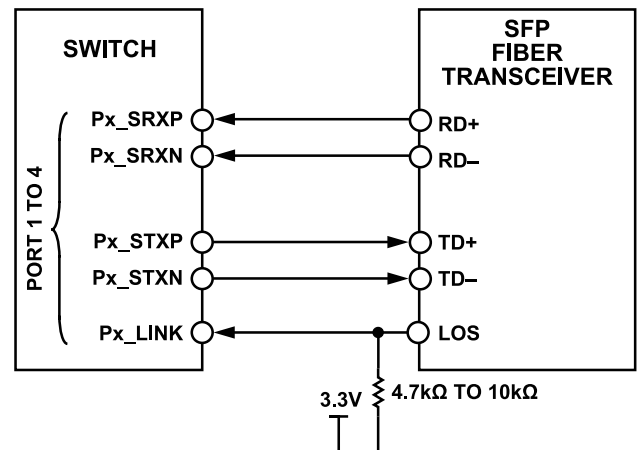 SWITCH
SFP
FIBER
TRANSCEIVER
PORT 1 TO 4
Px_SRXP
RD+
Px_SRXN
RD–
Px_STXP
TD+
Px_STXN
TD–
Px_LINK
LOS
3.3V
4.7kΩ TO 10kΩ